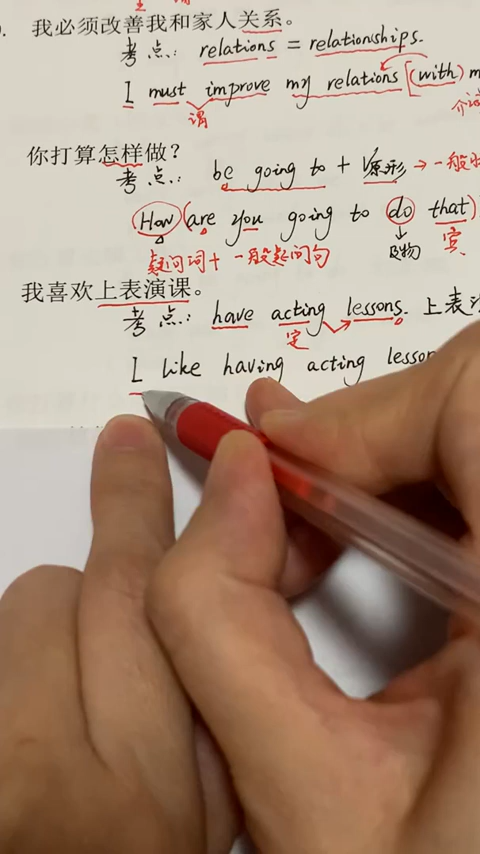 我必须改善我和家人关系。
考点: relations = relationships.
I must improve my relations (with)
谓 介
你打算怎样做?
考点: be going to + V原形 → 一般
How (are you going to do that)
疑问词 + 一般疑问句 及物 宾
我喜欢上表演课。
考点: have acting lessons. 上表
定
I like having acting